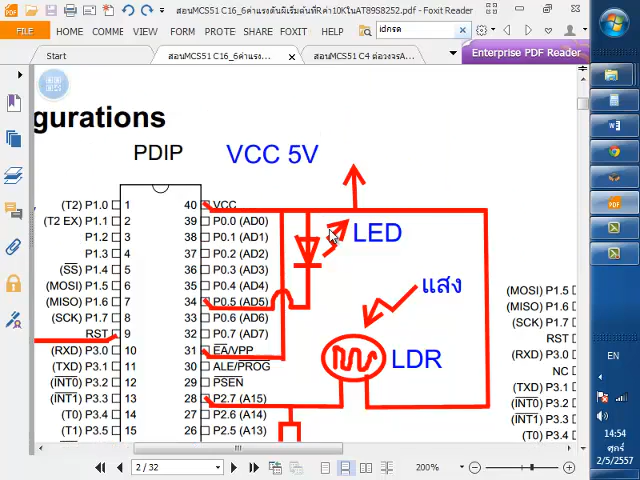 สอนMCS51 C16_6ค่าแรงดันผิเริ่มต้นที่Rค่า10KในAT89S8252.pdf - Foxit Reader
FILE HOME COMME VIEW FORM PROTE SHARE FOXIT HELP
idกรด
Start สอนMCS51 C16_6ค่าแรง... สอนMCS51 C4 ต่อวงจรA...
Enterprise PDF Reader
gurations
PDIP
VCC 5V
(T2) P1.0 1 40 VCC
(T2 EX) P1.1 2 39 P0.0 (AD0)
P1.2 3 38 P0.1 (AD1)
P1.3 4 37 P0.2 (AD2)
(SS) P1.4 5 36 P0.3 (AD3)
(MOSI) P1.5 6 35 P0.4 (AD4)
(MISO) P1.6 7 34 P0.5 (AD5)
(SCK) P1.7 8 33 P0.6 (AD6)
RST 9 32 P0.7 (AD7)
(RXD) P3.0 10 31 EA/VPP
(TXD) P3.1 11 30 ALE/PROG
(INT0) P3.2 12 29 PSEN
(INT1) P3.3 13 28 P2.7 (A15)
(T0) P3.4 14 27 P2.6 (A14)
(T1) P3.5 15 26 P2.5 (A13)
LED
แสง
LDR
(MOSI) P1.5
(MISO) P1.6
(SCK) P1.7
RST
(RXD) P3.0
NC
(TXD) P3.1
(INT0) P3.2
(INT1) P3.3
(T0) P3.4
2 / 32
200%
EN
14:54
ศุกร์
2/5/2557